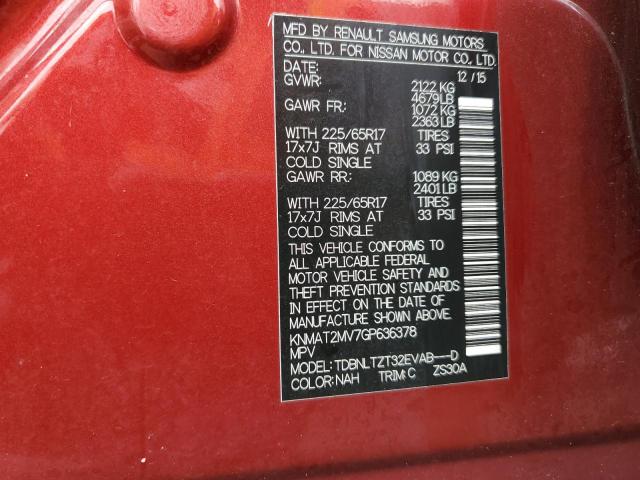 MFD BY RENAULT SAMSUNG MOTORS
CO., LTD. FOR NISSAN MOTOR CO., LTD.
DATE: 12/15
GVWR: 2122 KG
4679 LB
GAWR FR: 1072 KG
2363 LB
WITH 225/65R17 TIRES
17x7J RIMS AT 33 PSI
COLD SINGLE
GAWR RR: 1089 KG
2401 LB
WITH 225/65R17 TIRES
17x7J RIMS AT 33 PSI
COLD SINGLE
THIS VEHICLE CONFORMS TO
ALL APPLICABLE FEDERAL
MOTOR VEHICLE SAFETY AND
THEFT PREVENTION STANDARDS
IN EFFECT ON THE DATE OF
MANUFACTURE SHOWN ABOVE.
KNMAT2MV7GP636378
MPV
MODEL: TDBNLTZT32EVAB---D
COLOR: NAH TRIM: C ZS30A